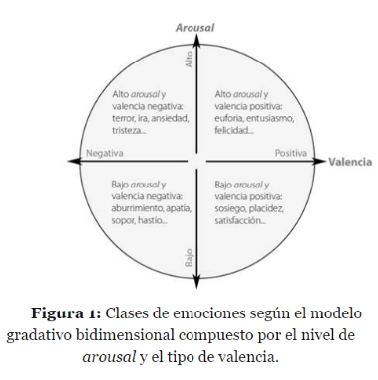 Arousal
Alto
Alto arousal y
valencia negativa:
terror, ira, ansiedad,
tristeza...
Alto arousal y
valencia positiva:
euforia, entusiasmo,
felicidad...
Negativa
Positiva
Valencia
Bajo arousal y
valencia negativa:
aburrimiento, apatía,
sopor, hastío...
Bajo arousal y
valencia positiva:
sosiego, placidez,
satisfacción...
Bajo
Figura 1: Clases de emociones según el modelo
gradativo bidimensional compuesto por el nivel de
arousal y el tipo de valencia.